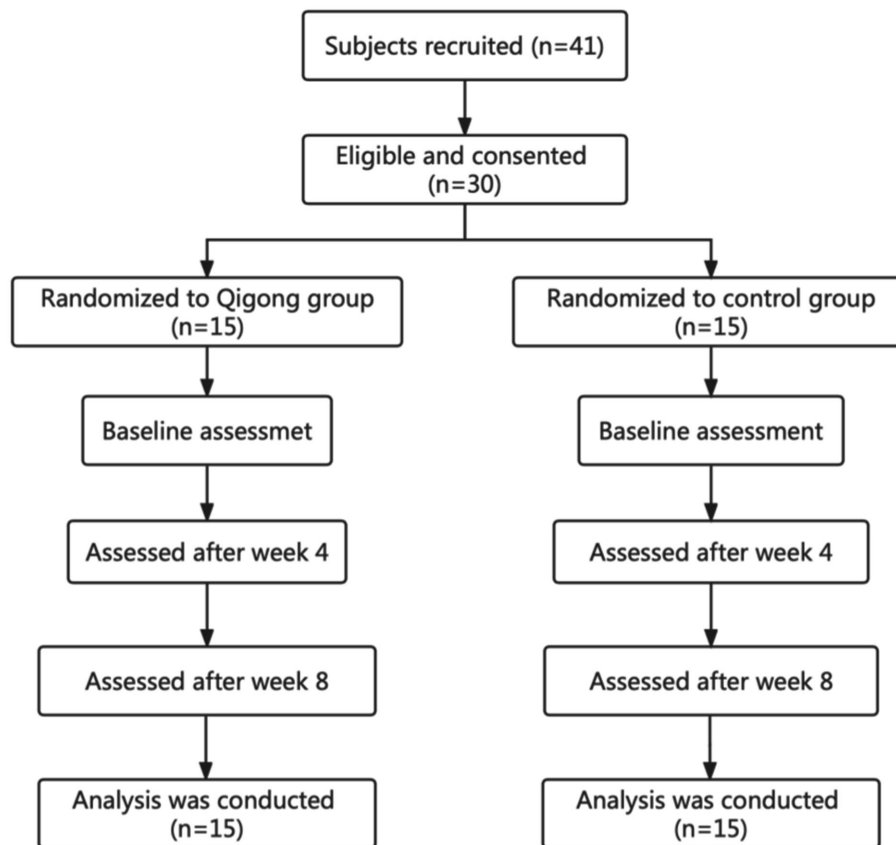 Subjects recruited (n=41)
Eligible and consented
(n=30)
Randomized to Qigong group
(n=15)
Randomized to control group
(n=15)
Baseline assessmet
Baseline assessment
Assessed after week 4
Assessed after week 4
Assessed after week 8
Assessed after week 8
Analysis was conducted
(n=15)
Analysis was conducted
(n=15)